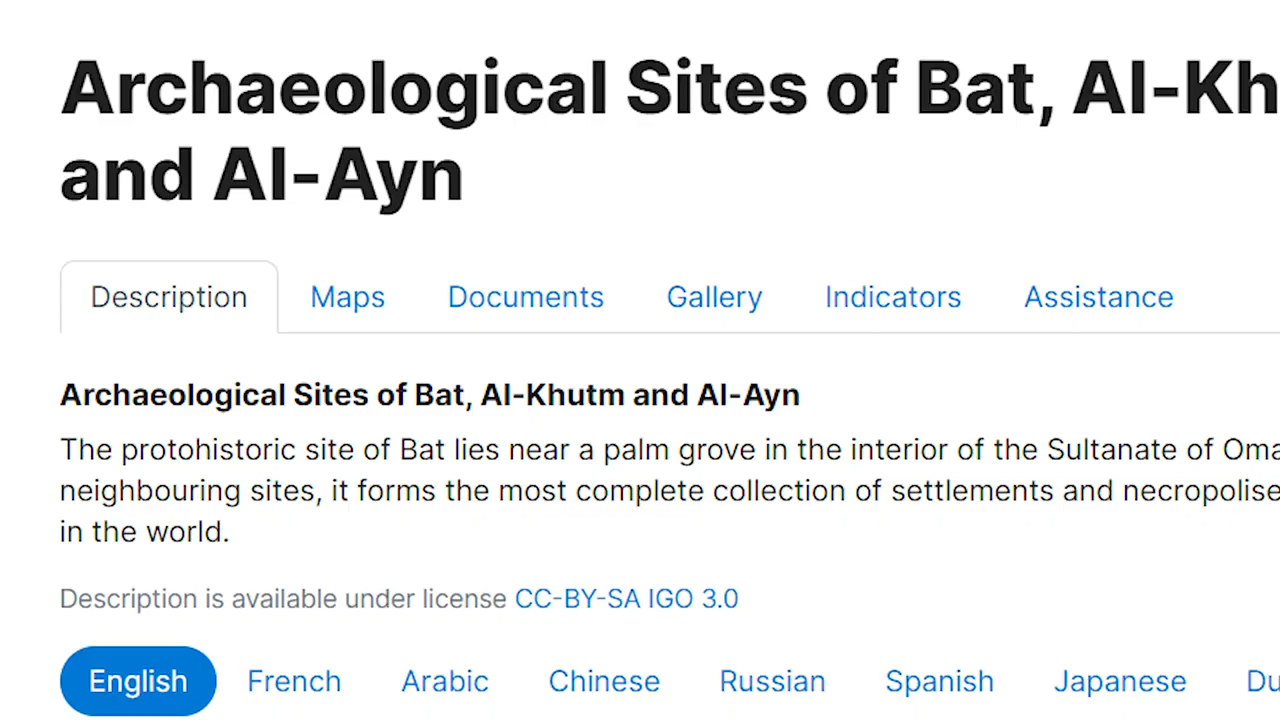 Archaeological Sites of Bat, Al-Kh
and Al-Ayn
Description Maps Documents Gallery Indicators Assistance
Archaeological Sites of Bat, Al-Khutm and Al-Ayn
The protohistoric site of Bat lies near a palm grove in the interior of the Sultanate of Oma
neighbouring sites, it forms the most complete collection of settlements and necropolise
in the world.
Description is available under license CC-BY-SA IGO 3.0
English French Arabic Chinese Russian Spanish Japanese Du